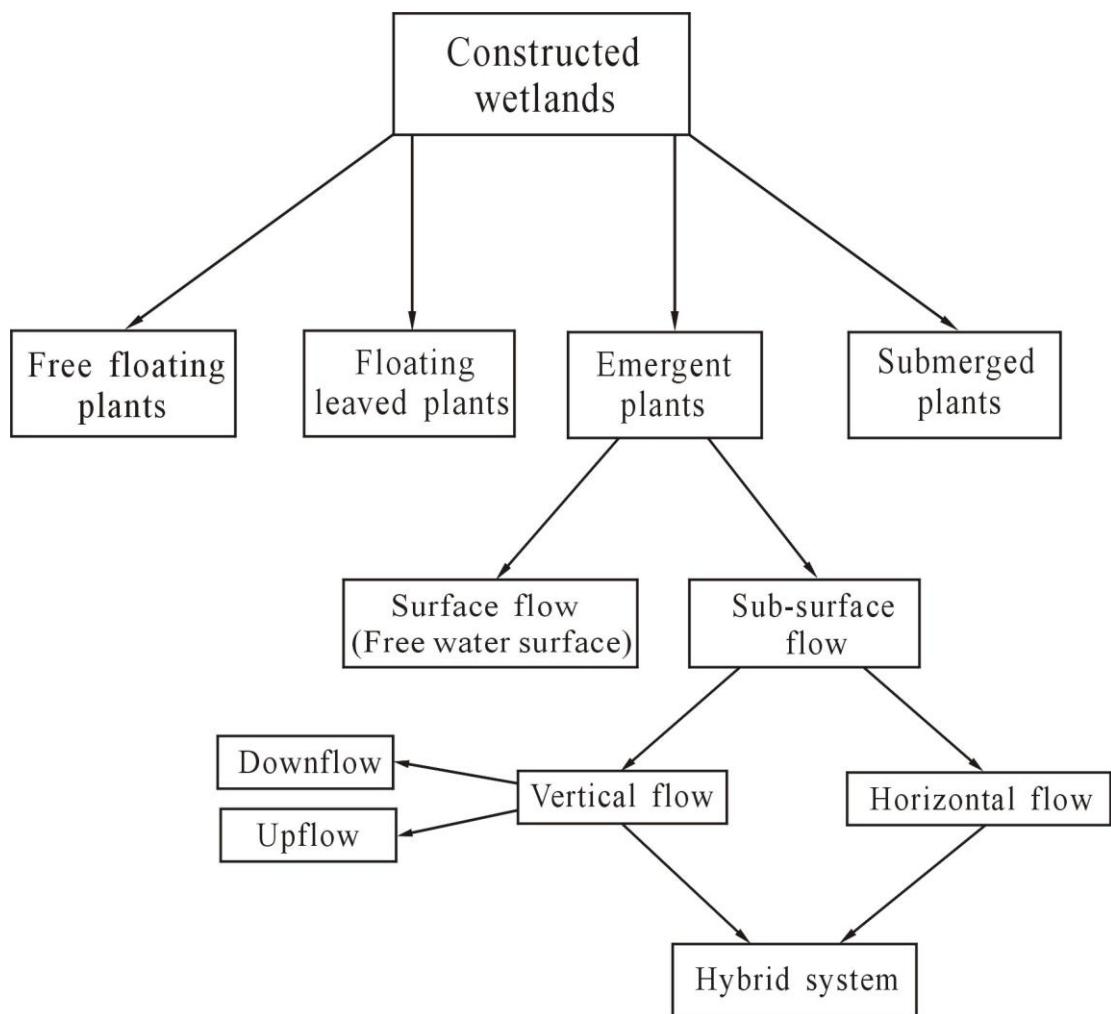 Constructed
wetlands
Free floating
plants
Floating
leaved plants
Emergent
plants
Submerged
plants
Surface flow
(Free water surface)
Sub-surface
flow
Downflow
Upflow
Vertical flow
Horizontal flow
Hybrid system